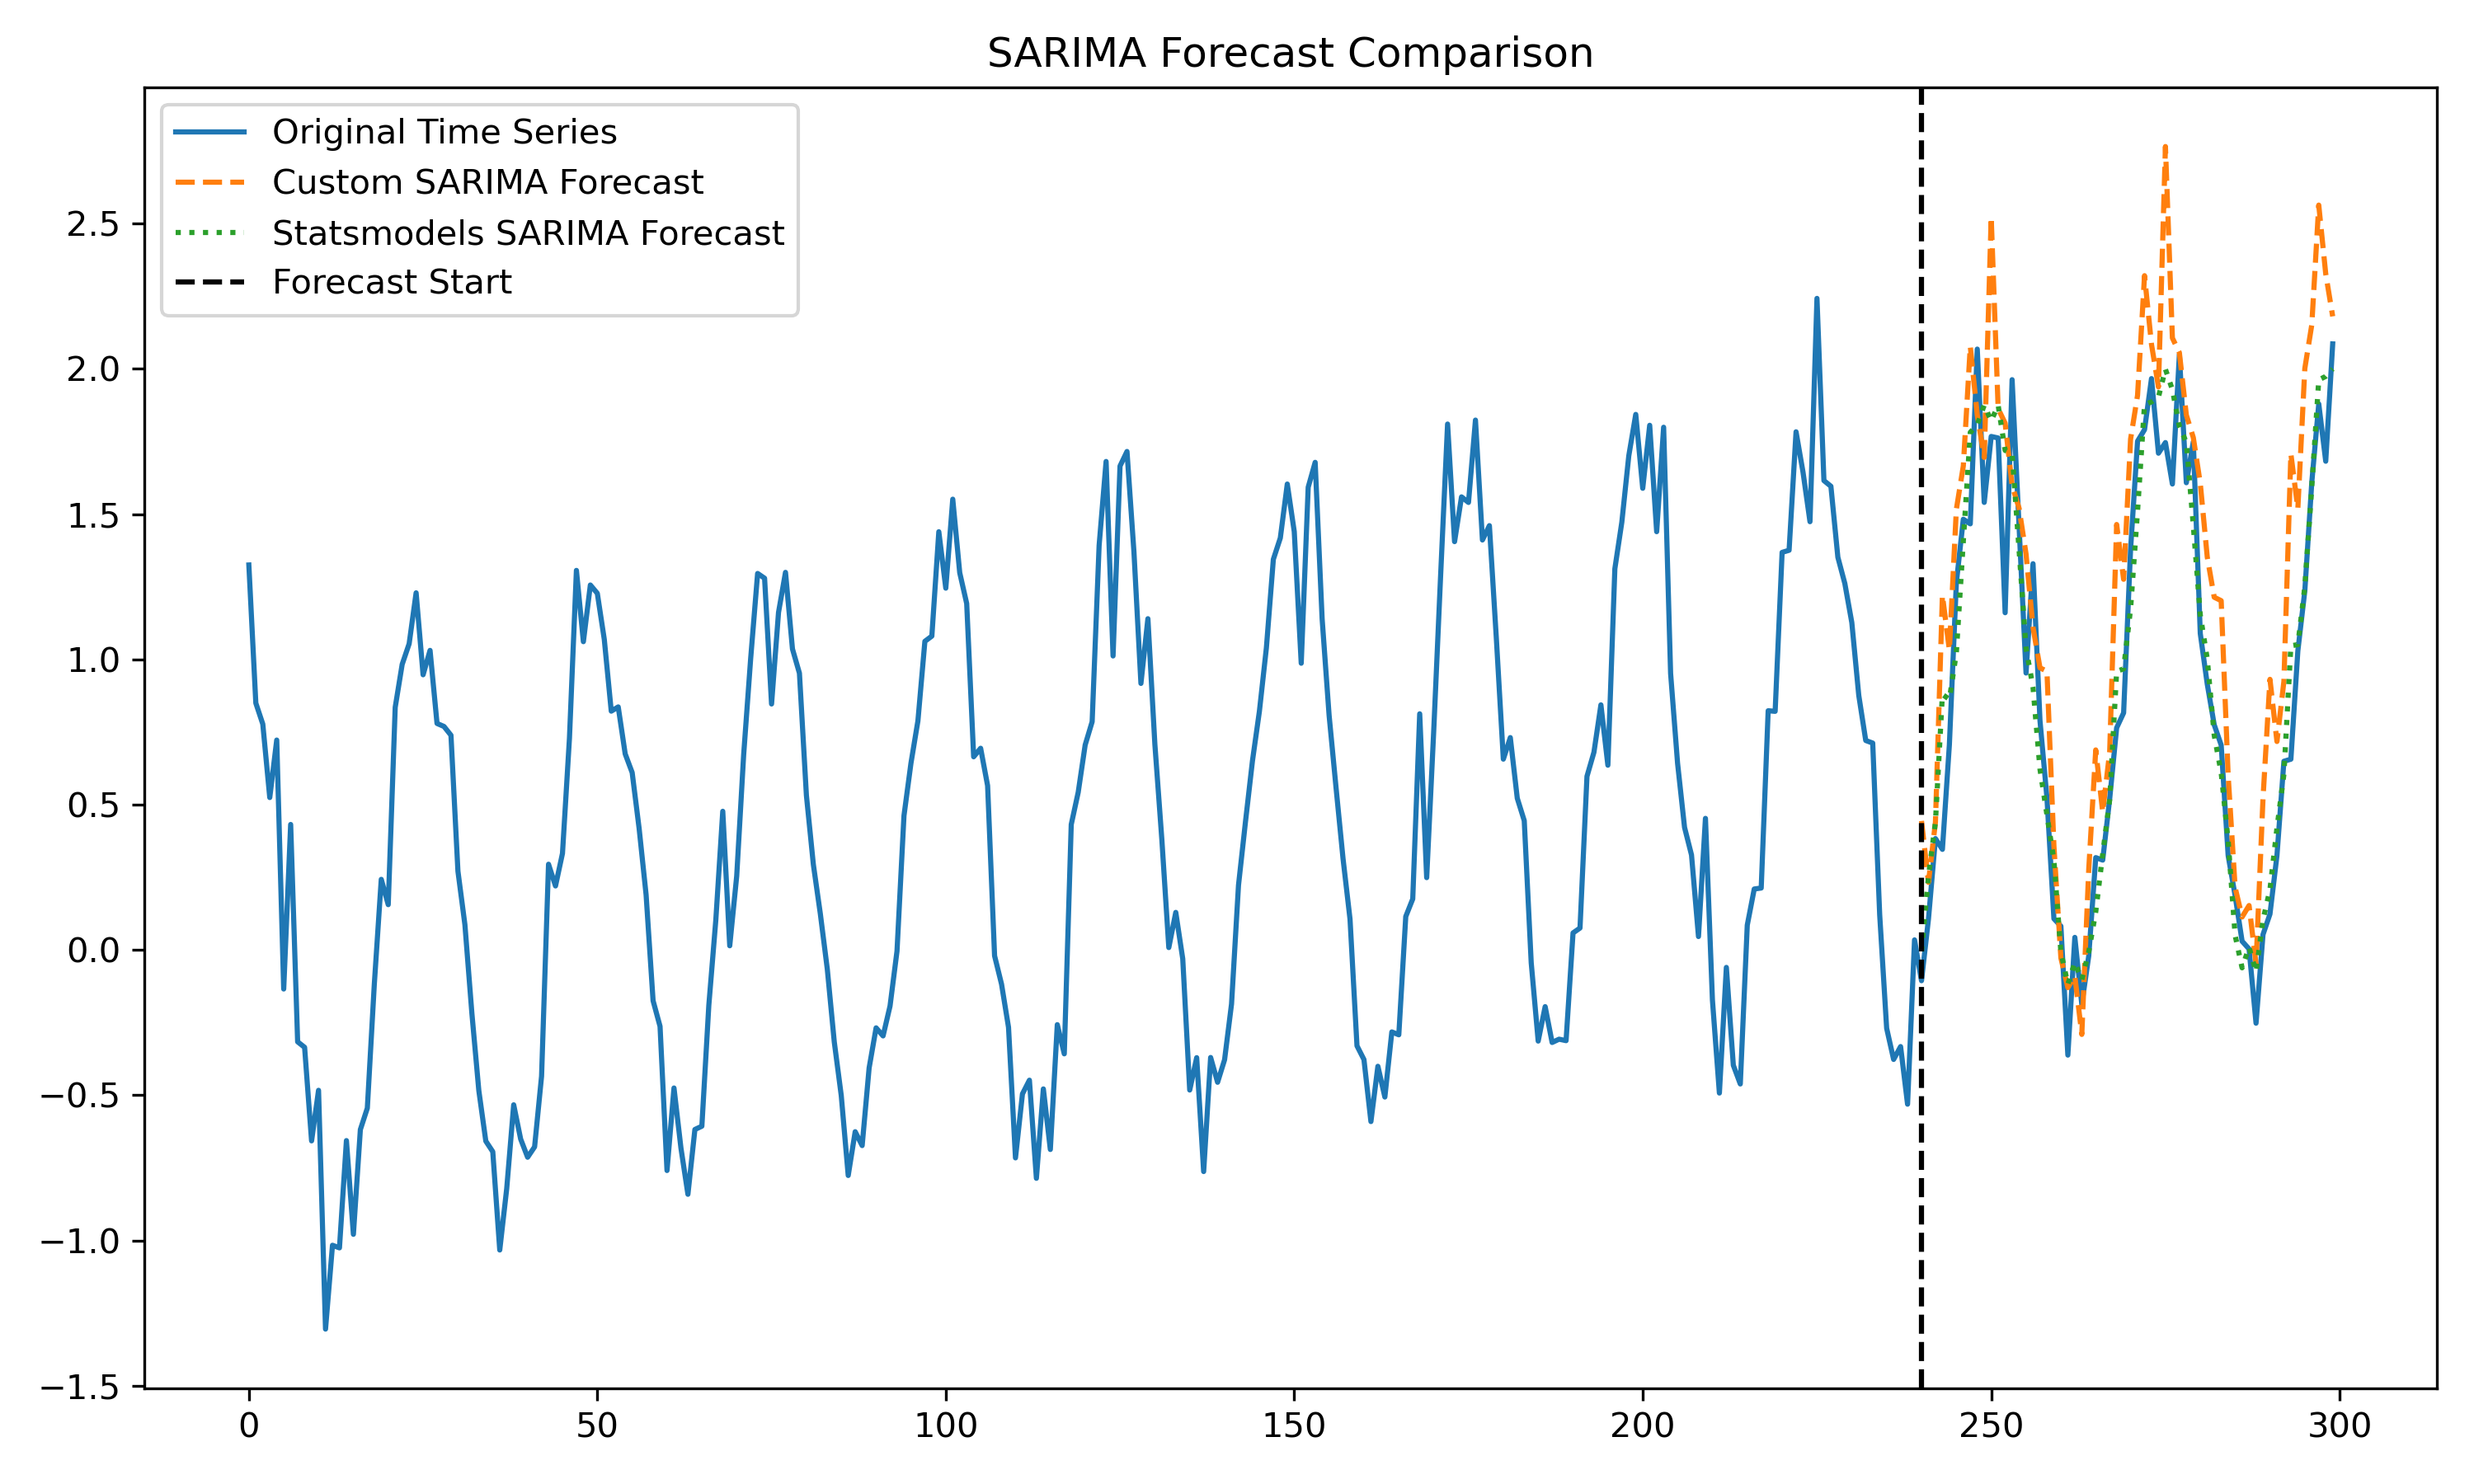 SARIMA Forecast Comparison
Original Time Series
Custom SARIMA Forecast
Statsmodels SARIMA Forecast
Forecast Start
2.5
2.0
1.5
1.0
0.5
0.0
−0.5
−1.0
−1.5
0 50 100 150 200 250 300